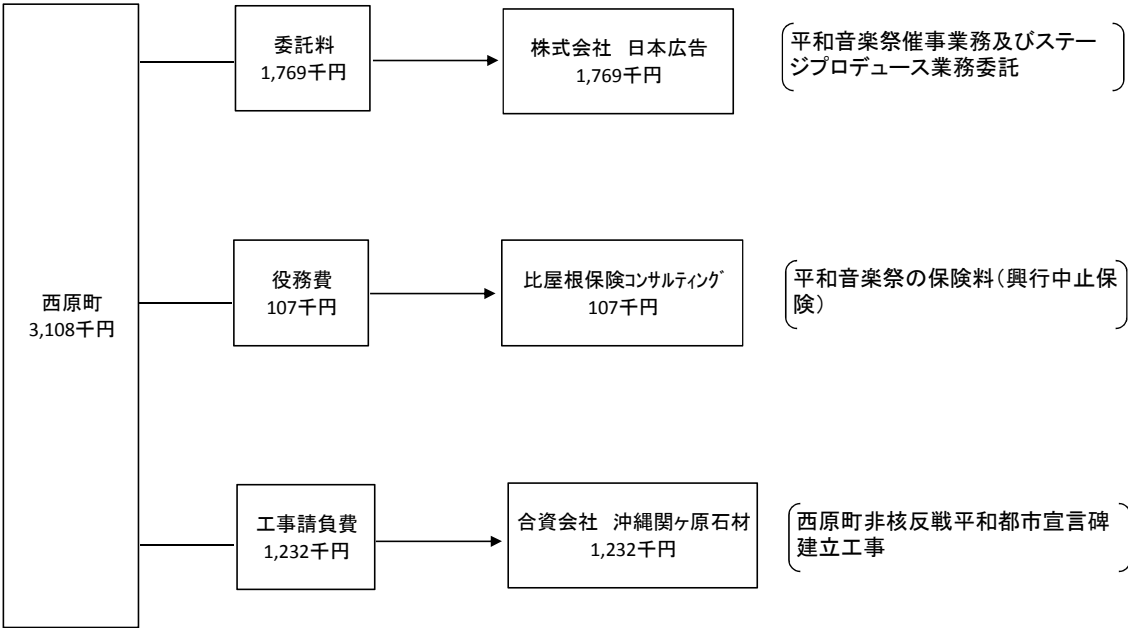 西原町
3,108千円
委託料
1,769千円
株式会社　日本広告
1,769千円
平和音楽祭催事業務及びステー
ジプロデュース業務委託
役務費
107千円
比屋根保険ｺﾝｻﾙﾃｨﾝｸﾞ
107千円
平和音楽祭の保険料（興行中止保
険）
工事請負費
1,232千円
合資会社　沖縄関ヶ原石材
1,232千円
西原町非核反戦平和都市宣言碑
建立工事